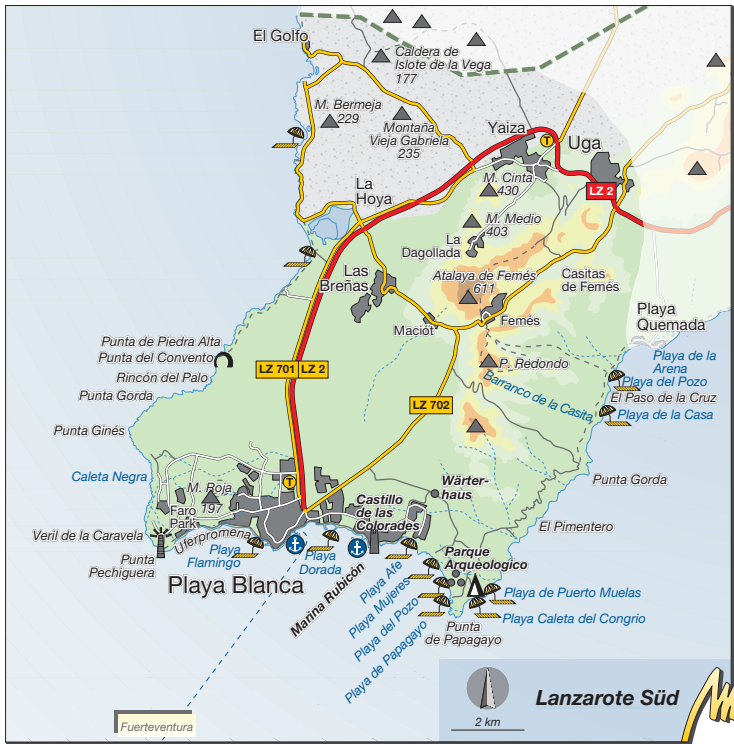 El Golfo
Caldera de
Islote de la Vega
177
M. Bermeja
229
Montaña
Vieja Gabriela
235
Yaiza
T
Uga
LZ 2
M. Cinta
430
La
Hoya
M. Medio
403
La
Dagollada
Las
Breñas
Atalaya de Femés
611
Casitas
de Femés
Maciót
Femés
Playa
Quemada
Punta de Piedra Alta
Punta del Convento
Rincón del Palo
Punta Gorda
LZ 701
LZ 2
P. Redondo
Playa de la
Arena
Playa del Pozo
El Paso de la Cruz
Playa de la Casa
Barranco de la Casita
LZ 702
Punta Ginés
Caleta Negra
M. Roja
197
T
Faro
Park
Wärter-
haus
Punta Gorda
Castillo
de las
Colorades
El Pimentero
Veril de la Caravela
Uferpromena
Punta
Pechiguera
Playa
Flamingo
Playa
Dorada
Parque
Arqueologico
Playa Blanca
Marina Rubicón
Playa Afe
Playa Mujeres
Playa del Pozo
Playa de Papagayo
Playa de Puerto Muelas
Playa Caleta del Congrio
Punta
de Papagayo
Fuerteventura
2 km
Lanzarote Süd